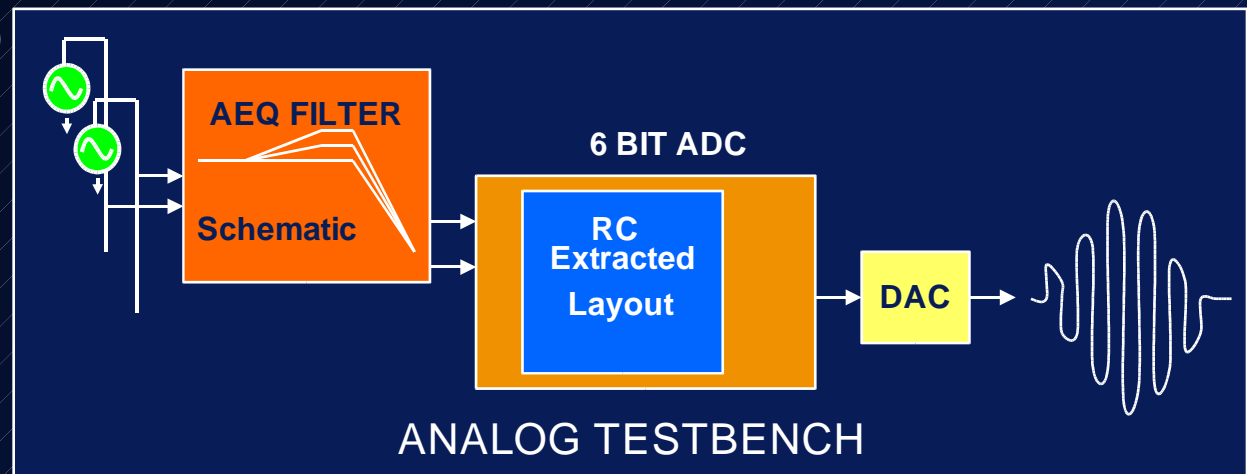 AEQ FILTER
Schematic
6 BIT ADC
RC
Extracted
Layout
DAC
ANALOG TESTBENCH